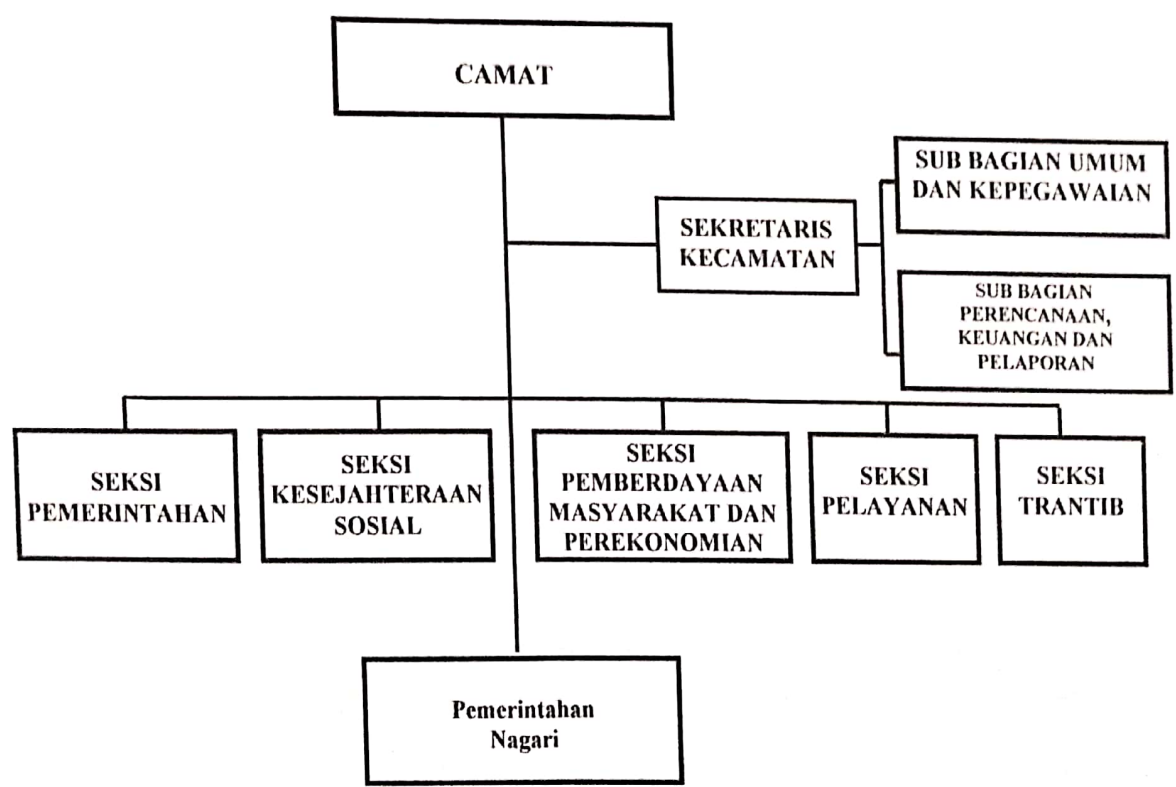 CAMAT
SUB BAGIAN UMUM
DAN KEPEGAWAIAN
SEKRETARIS
KECAMATAN
SUB BAGIAN
PERENCANAAN,
KEUANGAN DAN
PELAPORAN
SEKSI
PEMERINTAHAN
SEKSI
KESEJAHTERAAN
SOSIAL
SEKSI
PEMBERDAYAAN
MASYARAKAT DAN
PEREKONOMIAN
SEKSI
PELAYANAN
SEKSI
TRANTIB
Pemerintahan
Nagari